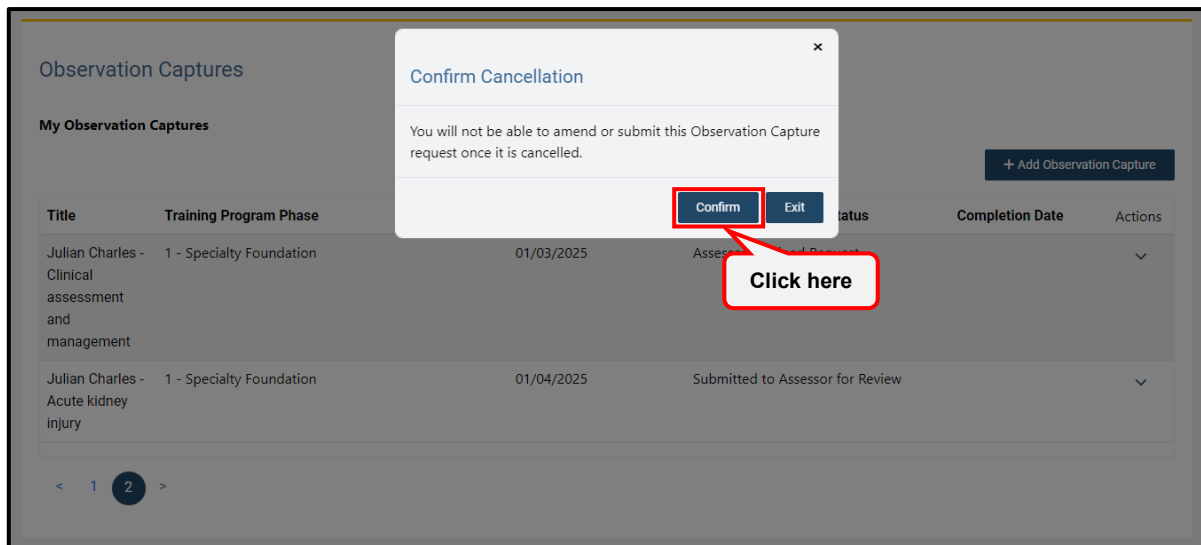 ×
Observation Captures
Confirm Cancellation
My Observation Captures
You will not be able to amend or submit this Observation Capture
request once it is cancelled.
+ Add Observation Capture
Confirm Exit
Title Training Program Phase tatus Completion Date Actions
Julian Charles - 1 - Specialty Foundation 01/03/2025 Request
Clinical
assessment
and
management
Click here
Julian Charles - 1 - Specialty Foundation 01/04/2025 Submitted to Assessor for Review
Acute kidney
injury
< 1 2 >